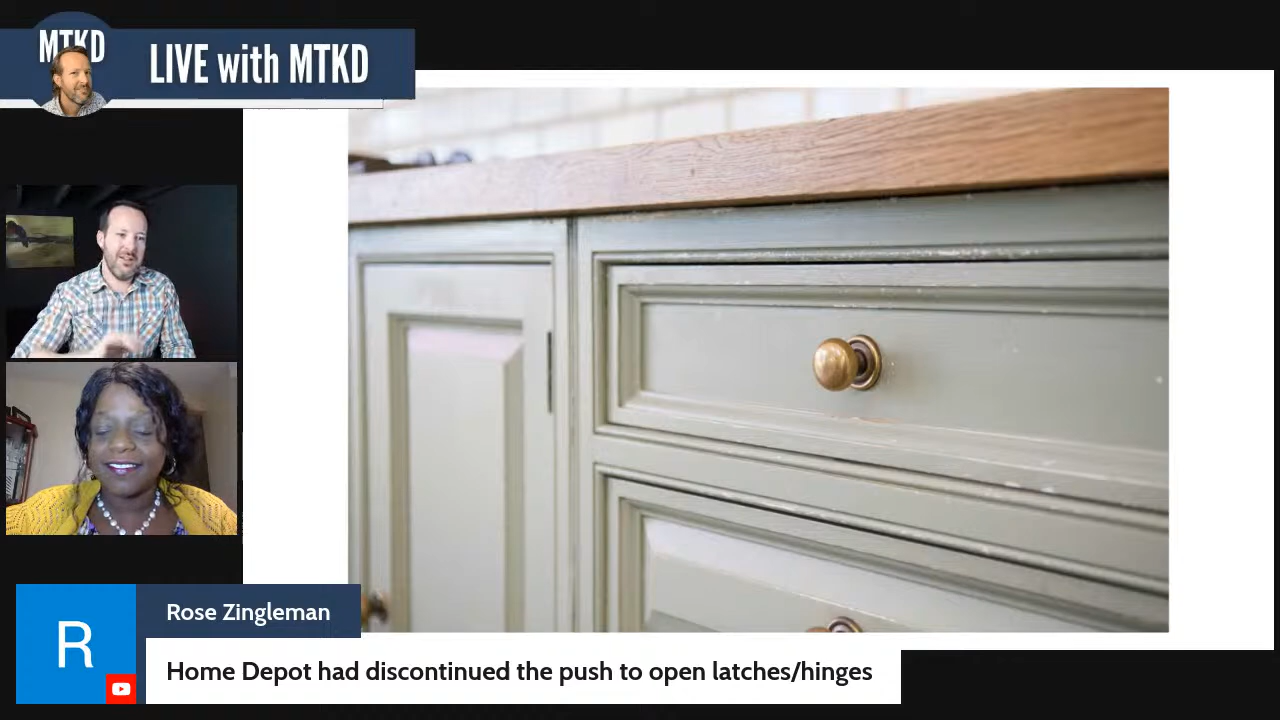 MTKD
LIVE with MTKD
R
Rose Zingleman
Home Depot had discontinued the push to open latches/hinges